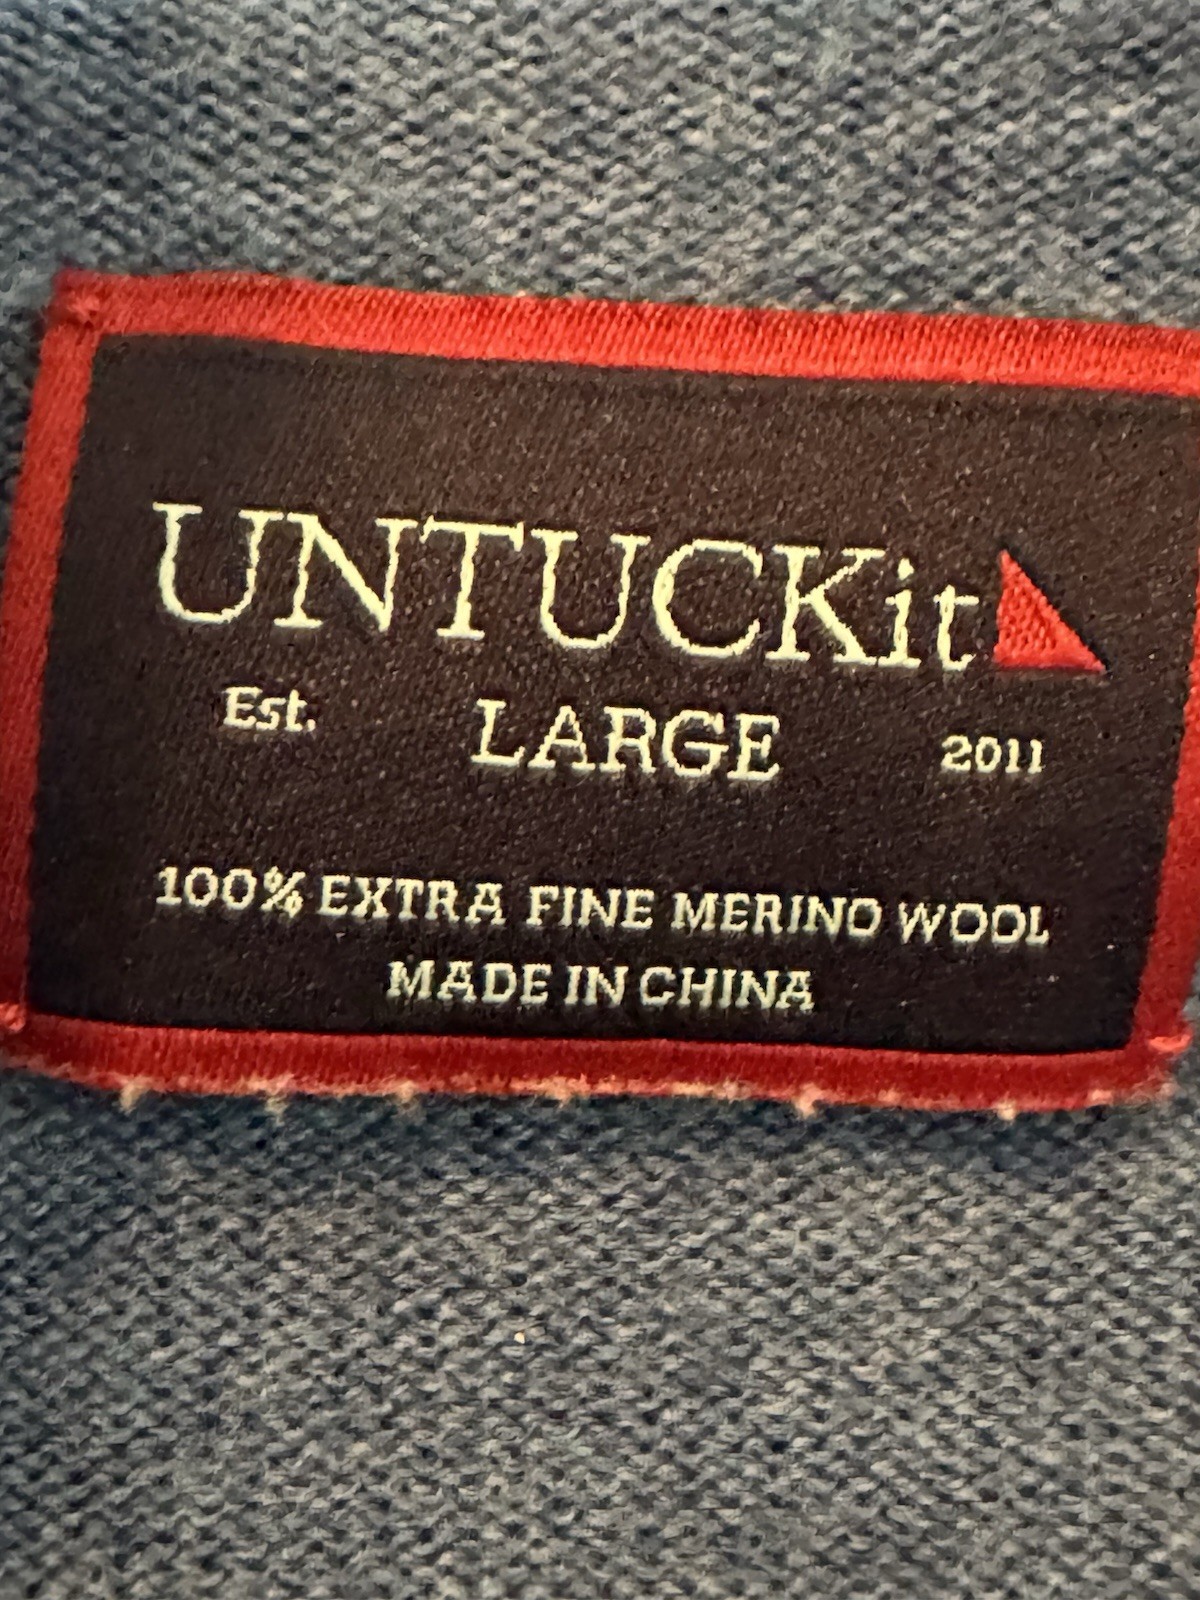 UNTUCKit
Est. LARGE 2011
100% EXTRA FINE MERINO WOOL
MADE IN CHINA